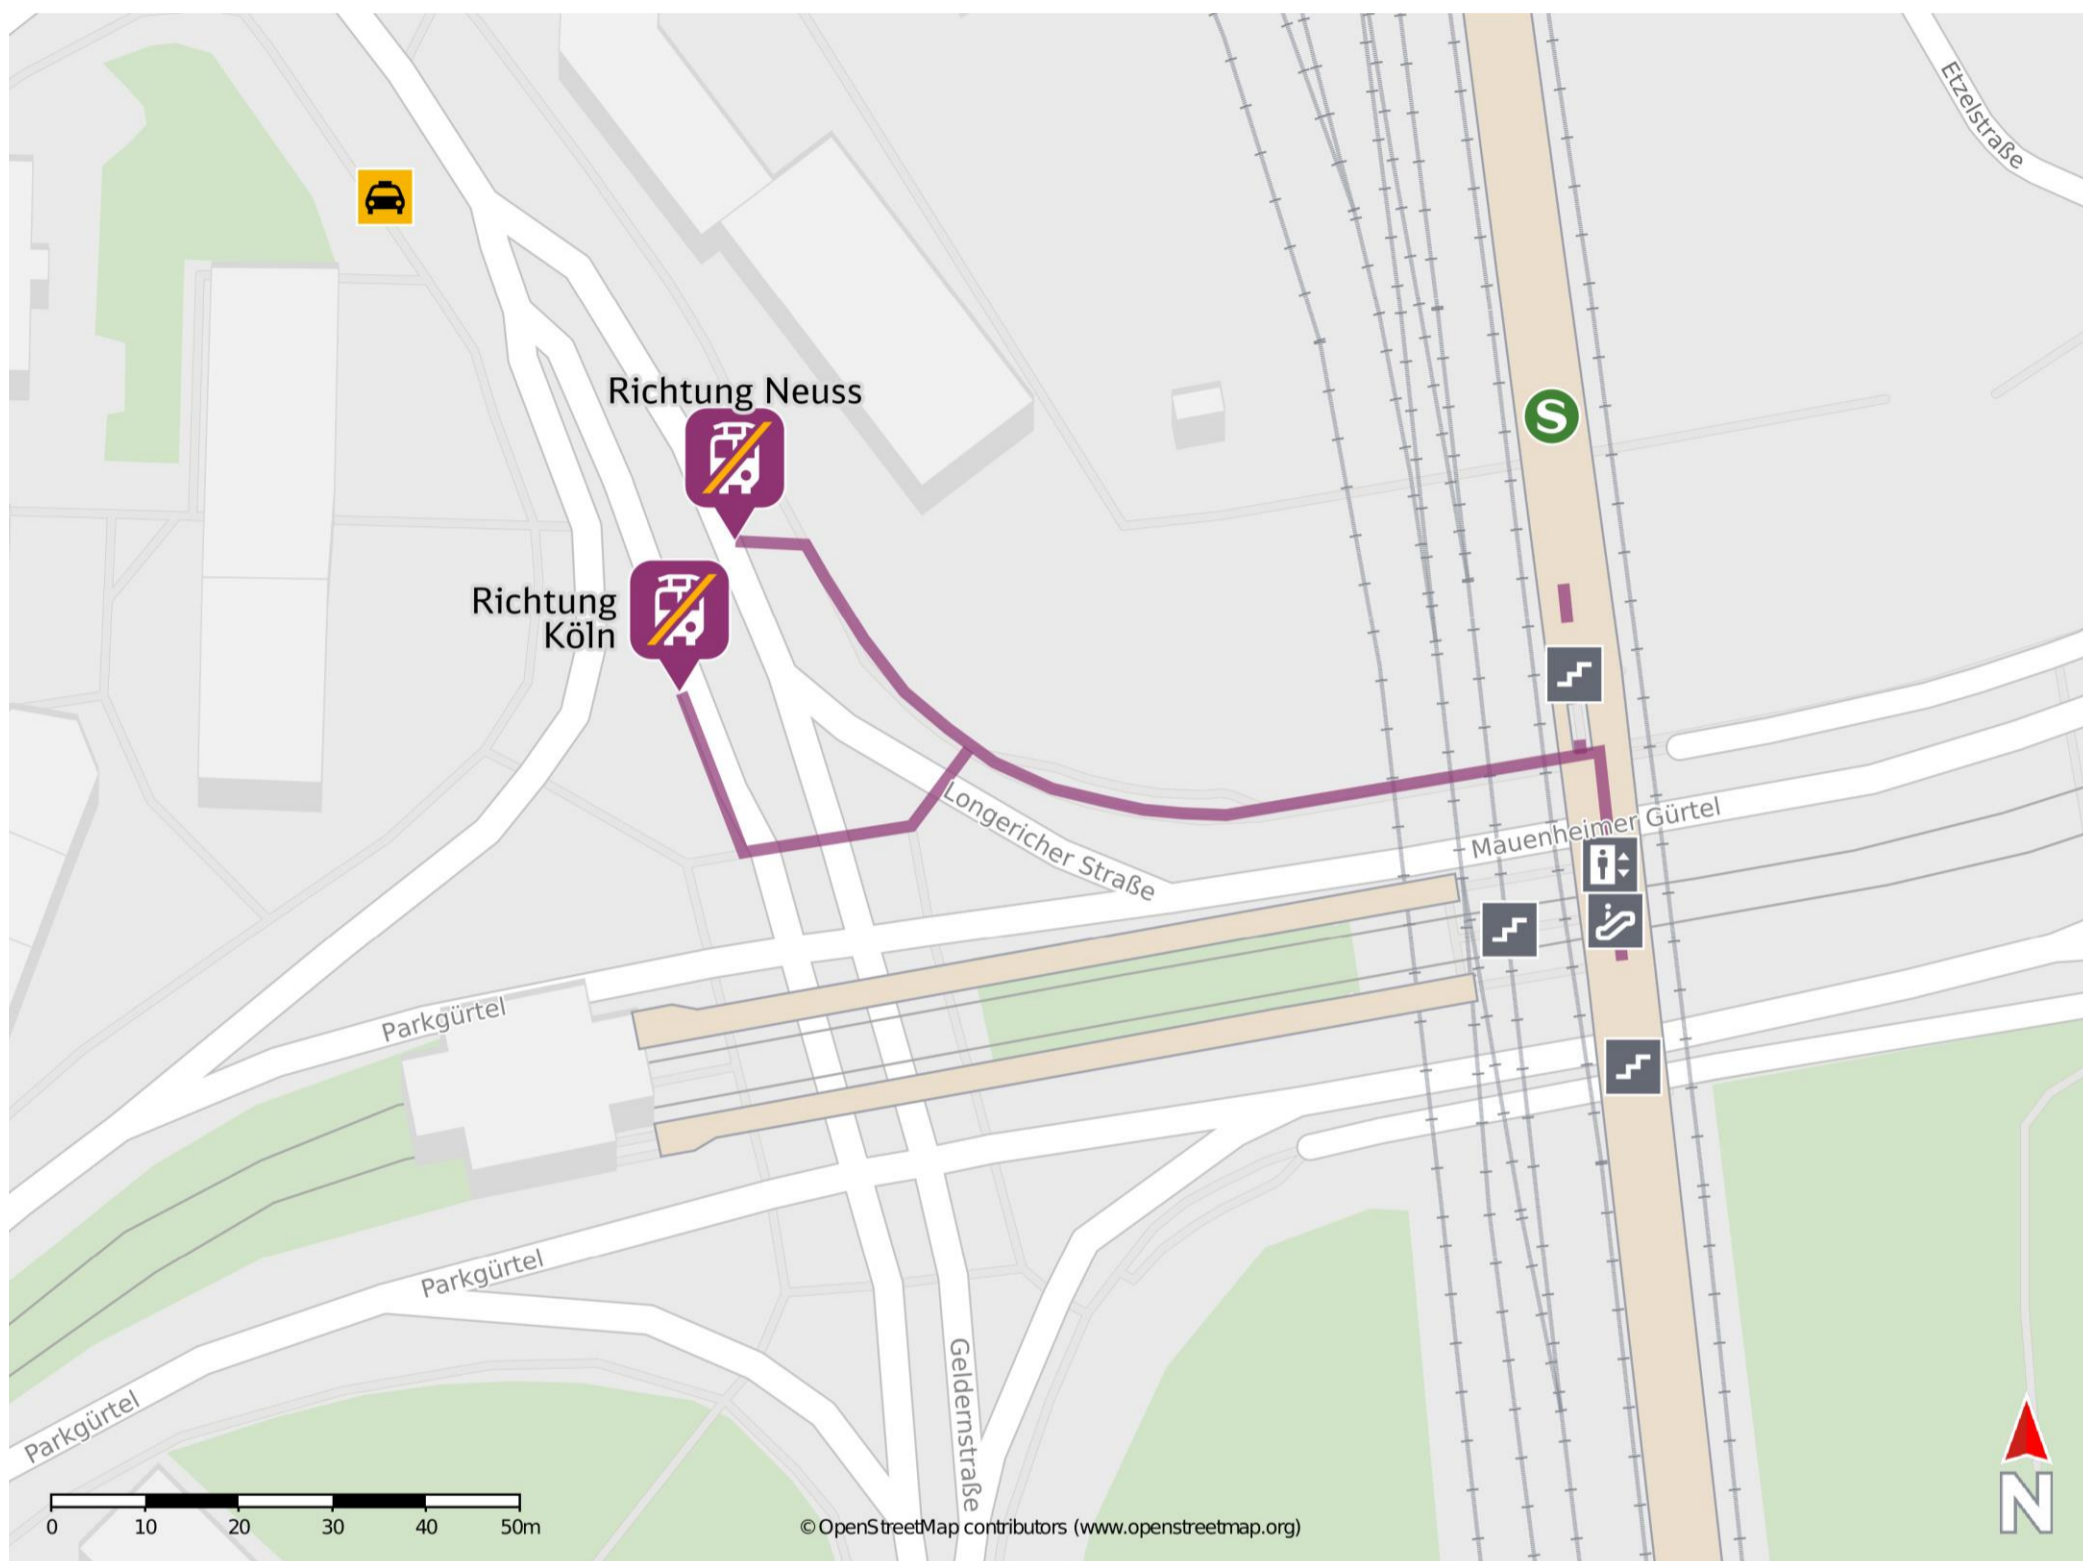 Etzelstraße
Richtung Neuss
S
Richtung
Köln
Longericher Straße
Mauenheimer Gürtel
Parkgürtel
Parkgürtel
Geldernstraße
Parkgürtel
N
0 10 20 30 40 50m
© OpenStreetMap contributors (www.openstreetmap.org)